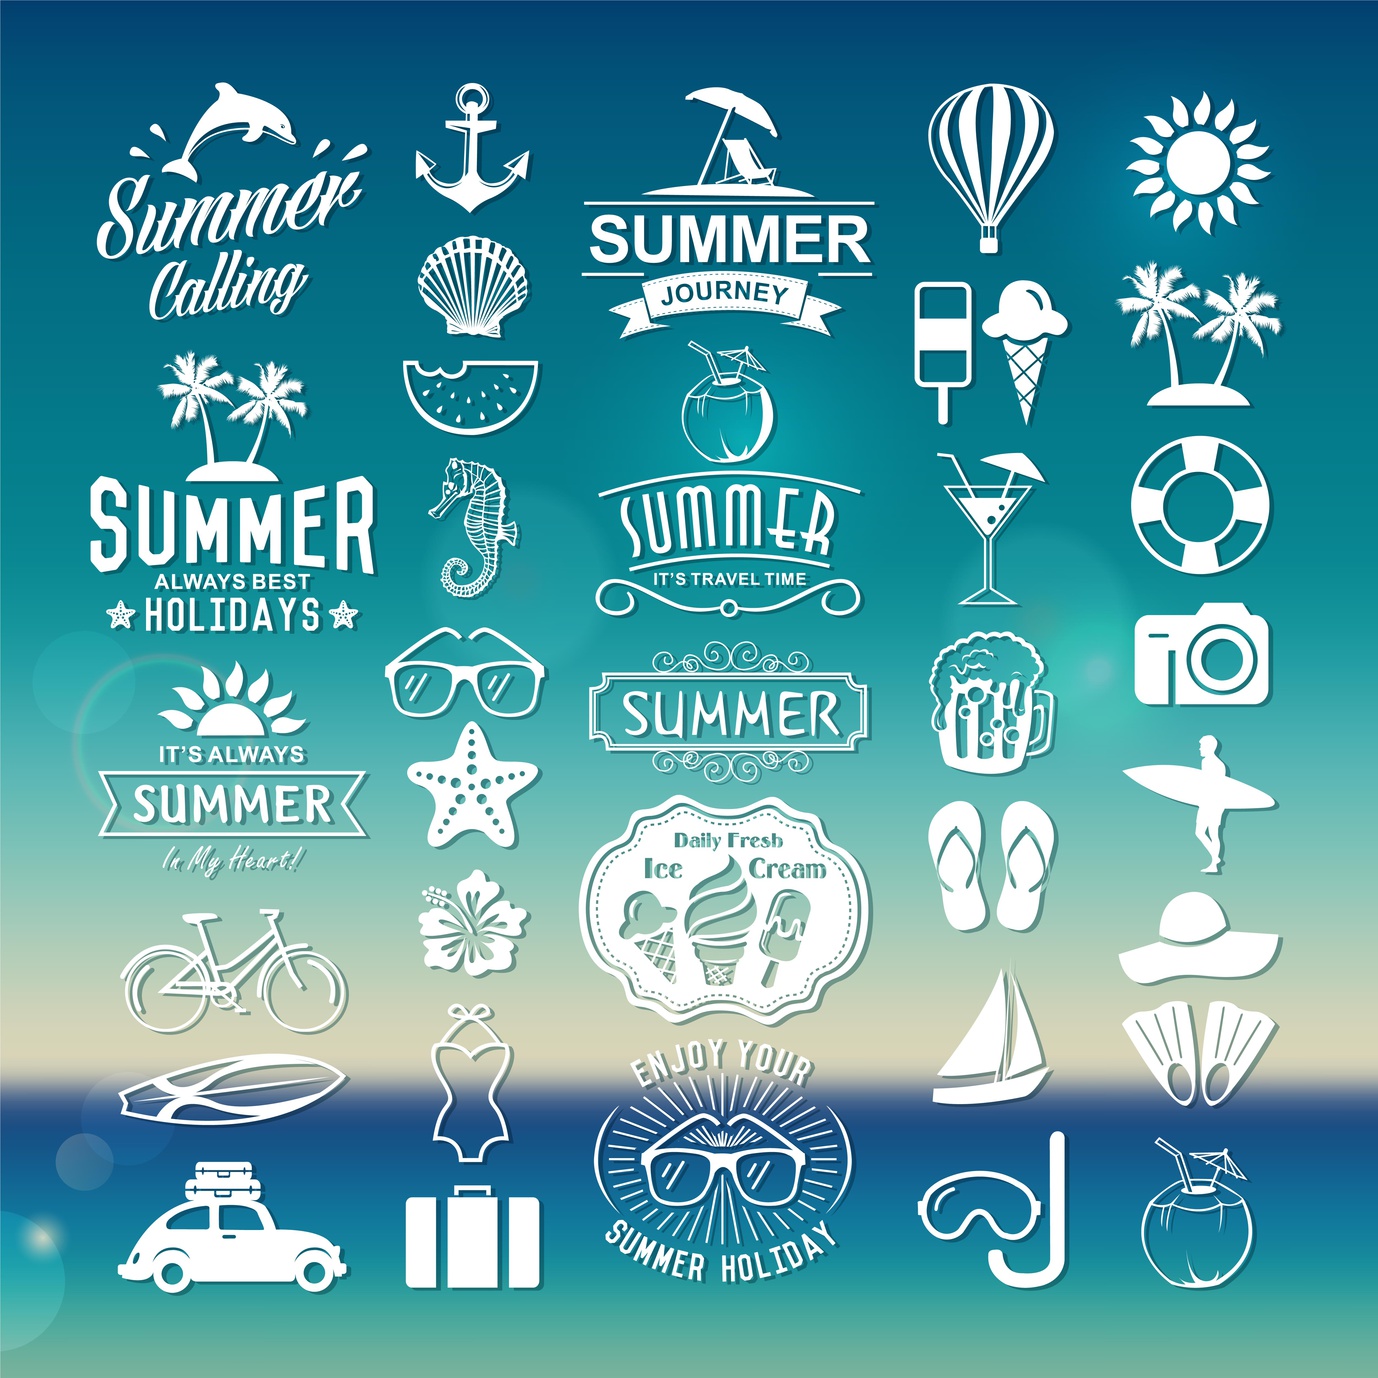 Summer
Calling
SUMMER
JOURNEY
SUMMER
ALWAYS BEST
HOLIDAYS
SUMMER
IT'S TRAVEL TIME
SUMMER
IT'S ALWAYS
SUMMER
In My Heart!
Daily Fresh
Ice Cream
ENJOY YOUR
SUMMER HOLIDAY